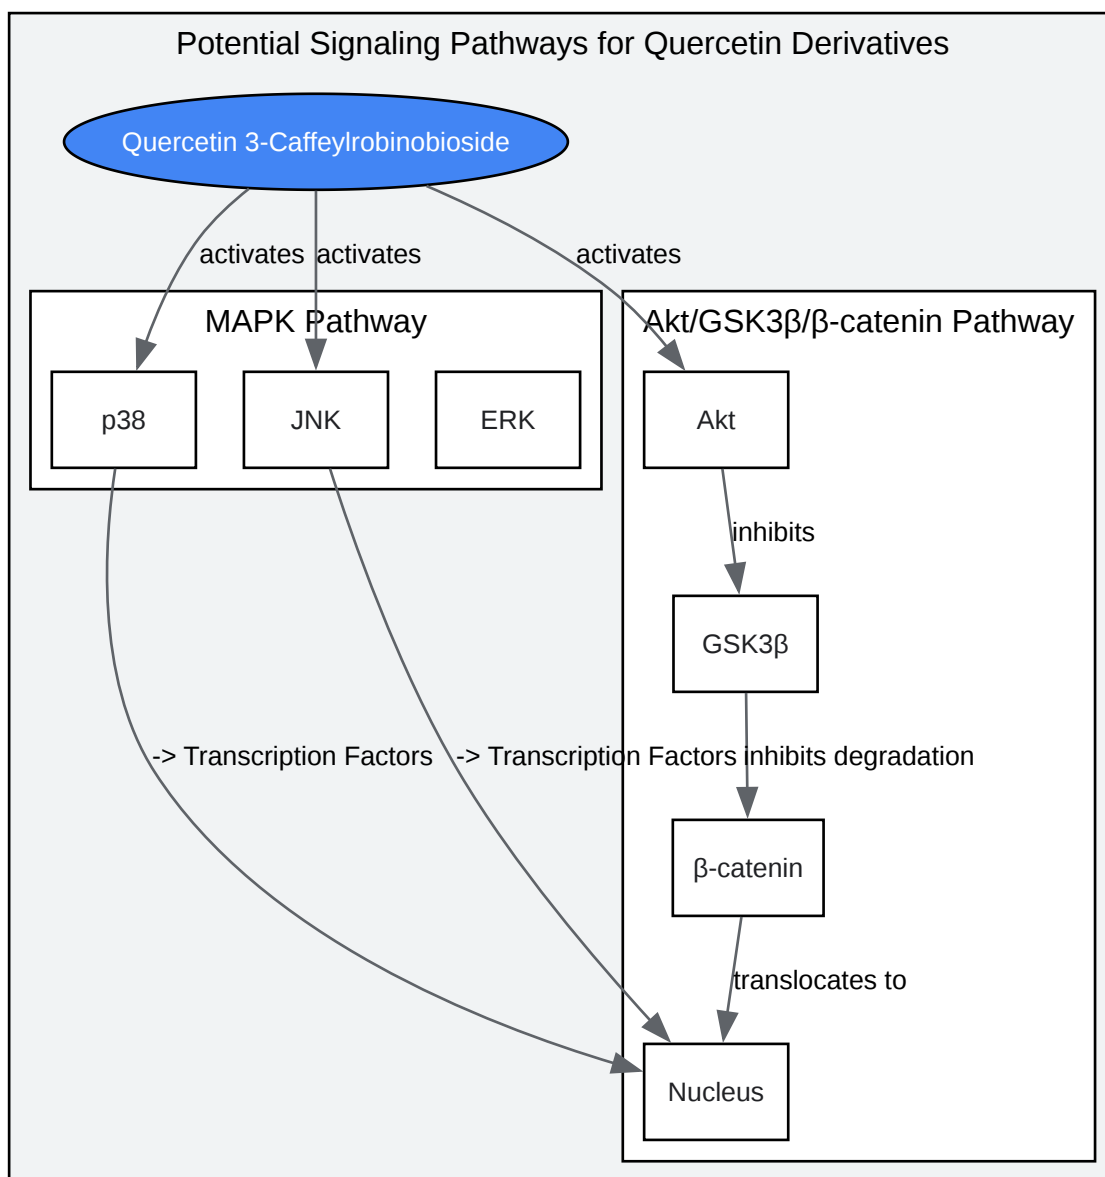 Potential Signaling Pathways for Quercetin Derivatives
Quercetin 3-Caffeylrobinobioside
activates
activates
activates
MAPK Pathway
Akt/GSK3β/β-catenin Pathway
p38
JNK
ERK
Akt
inhibits
GSK3β
-> Transcription Factors
-> Transcription Factors
inhibits degradation
β-catenin
translocates to
Nucleus